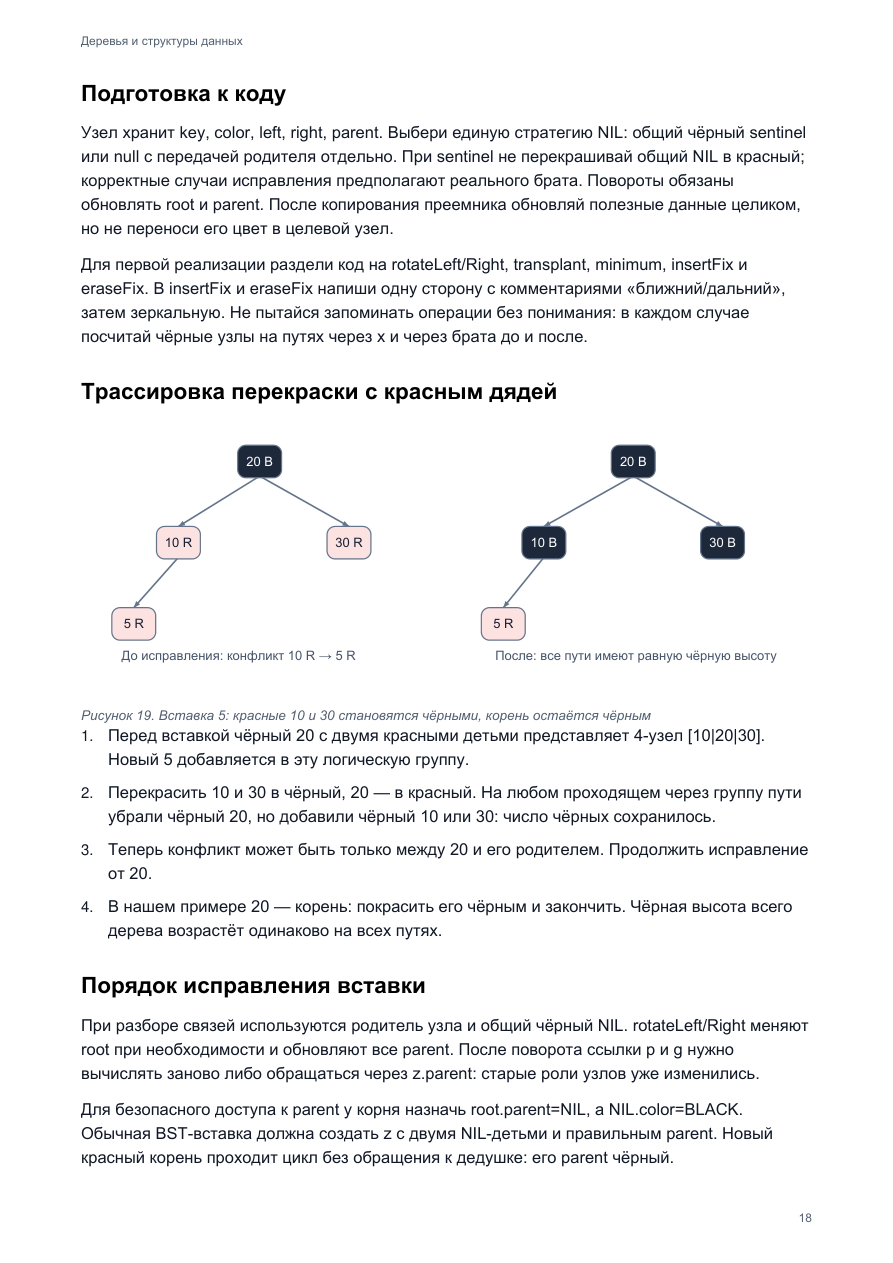 Деревья и структуры данных
Подготовка к коду
Узел хранит key, color, left, right, parent. Выбери единую стратегию NIL: общий чёрный sentinel
или null с передачей родителя отдельно. При sentinel не перекрашивай общий NIL в красный;
корректные случаи исправления предполагают реального брата. Повороты обязаны
обновлять root и parent. После копирования преемника обновляй полезные данные целиком,
но не переноси его цвет в целевой узел.
Для первой реализации раздели код на rotateLeft/Right, transplant, minimum, insertFix и
eraseFix. В insertFix и eraseFix напиши одну сторону с комментариями «ближний/дальний»,
затем зеркальную. Не пытайся запоминать операции без понимания: в каждом случае
посчитай чёрные узлы на путях через x и через брата до и после.
Трассировка перекраски с красным дядей
20 B
10 R
30 R
5 R
До исправления: конфликт 10 R → 5 R
20 B
10 B
30 B
5 R
После: все пути имеют равную чёрную высоту
Рисунок 19. Вставка 5: красные 10 и 30 становятся чёрными, корень остаётся чёрным
1. Перед вставкой чёрный 20 с двумя красными детьми представляет 4-узел [10|20|30].
Новый 5 добавляется в эту логическую группу.
2. Перекрасить 10 и 30 в чёрный, 20 — в красный. На любом проходящем через группу пути
убрали чёрный 20, но добавили чёрный 10 или 30: число чёрных сохранилось.
3. Теперь конфликт может быть только между 20 и его родителем. Продолжить исправление
от 20.
4. В нашем примере 20 — корень: покрасить его чёрным и закончить. Чёрная высота всего
дерева возрастёт одинаково на всех путях.
Порядок исправления вставки
При разборе связей используются родитель узла и общий чёрный NIL. rotateLeft/Right меняют
root при необходимости и обновляют все parent. После поворота ссылки p и g нужно
вычислять заново либо обращаться через z.parent: старые роли узлов уже изменились.
Для безопасного доступа к parent у корня назначь root.parent=NIL, а NIL.color=BLACK.
Обычная BST-вставка должна создать z с двумя NIL-детьми и правильным parent. Новый
красный корень проходит цикл без обращения к дедушке: его parent чёрный.
18